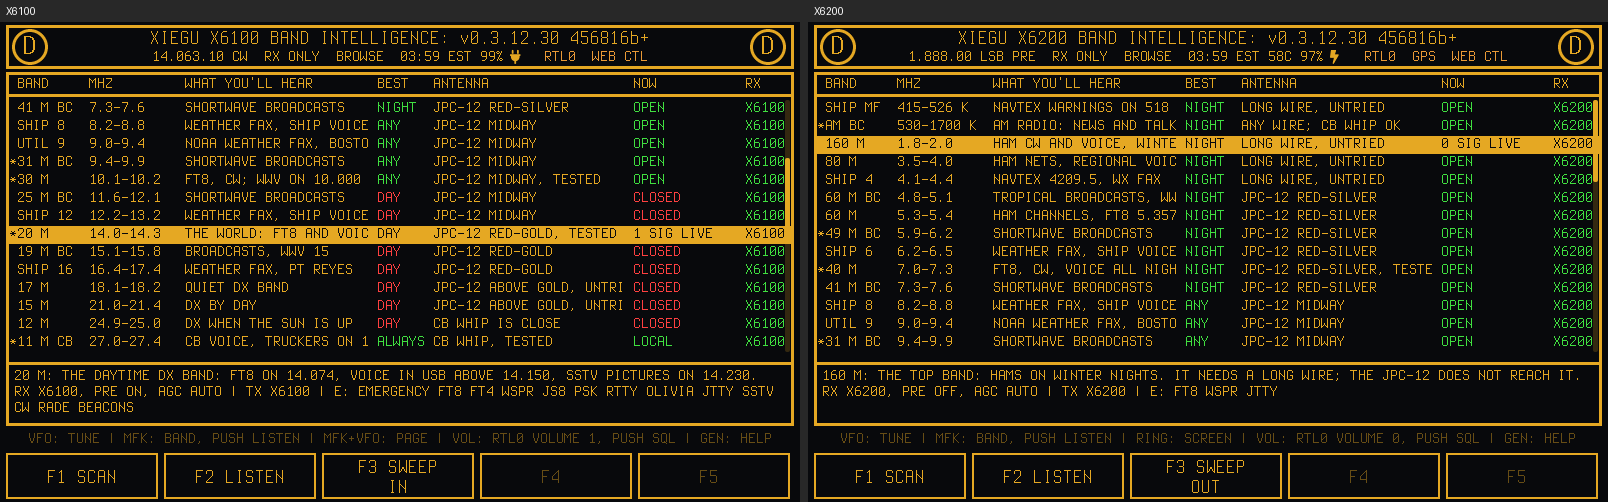 X6100
D XIEGU X6100 BAND INTELLIGENCE: v0.3.12.30 456816b+ D
14.063.10 CW RX ONLY BROWSE 03:59 EST 99% RTL0 WEB CTL
BAND MHZ WHAT YOU'LL HEAR BEST ANTENNA NOW RX
41 M BC 7.3-7.6 SHORTWAVE BROADCASTS NIGHT JPC-12 RED-SILVER OPEN X6100
SHIP 8 8.2-8.8 WEATHER FAX, SHIP VOICE ANY JPC-12 MIDWAY OPEN X6100
UTIL 9 9.0-9.4 NOAA WEATHER FAX, BOSTO ANY JPC-12 MIDWAY OPEN X6100
*31 M BC 9.4-9.9 SHORTWAVE BROADCASTS ANY JPC-12 MIDWAY OPEN X6100
*30 M 10.1-10.2 FT8, CW; WWV ON 10.000 ANY JPC-12 MIDWAY, TESTED OPEN X6100
25 M BC 11.6-12.1 SHORTWAVE BROADCASTS DAY JPC-12 MIDWAY CLOSED X6100
SHIP 12 12.2-13.2 WEATHER FAX, SHIP VOICE DAY JPC-12 MIDWAY CLOSED X6100
*20 M 14.0-14.3 THE WORLD: FT8 AND VOIC DAY JPC-12 RED-GOLD, TESTED 1 SIG LIVE X6100
19 M BC 15.1-15.8 BROADCASTS, WWV 15 DAY JPC-12 RED-GOLD CLOSED X6100
SHIP 16 16.4-17.4 WEATHER FAX, PT REYES DAY JPC-12 RED-GOLD CLOSED X6100
17 M 18.1-18.2 QUIET DX BAND DAY JPC-12 ABOVE GOLD, UNTRI CLOSED X6100
15 M 21.0-21.4 DX BY DAY DAY JPC-12 ABOVE GOLD, UNTRI CLOSED X6100
12 M 24.9-25.0 DX WHEN THE SUN IS UP DAY CB WHIP IS CLOSE CLOSED X6100
*11 M CB 27.0-27.4 CB VOICE, TRUCKERS ON 1 ALWAYS CB WHIP, TESTED LOCAL X6100
20 M: THE DAYTIME DX BAND: FT8 ON 14.074, VOICE IN USB ABOVE 14.150, SSTV PICTURES ON 14.230.
RX X6100, PRE ON, AGC AUTO | TX X6100 | E: EMERGENCY FT8 FT4 WSPR JS8 PSK RTTY OLIVIA JTTY SSTV
CW RADE BEACONS
VFO: TUNE | MFK: BAND, PUSH LISTEN | MFK+VFO: PAGE | VOL: RTL0 VOLUME 1, PUSH SQL | GEN: HELP
F1 SCAN F2 LISTEN F3 SWEEP IN F4 F5
X6200
D XIEGU X6200 BAND INTELLIGENCE: v0.3.12.30 456816b+ D
1.888.00 LSB PRE RX ONLY BROWSE 03:59 EST 58C 97% RTL0 GPS WEB CTL
BAND MHZ WHAT YOU'LL HEAR BEST ANTENNA NOW RX
SHIP MF 415-526 K NAVTEX WARNINGS ON 518 NIGHT LONG WIRE, UNTRIED OPEN X6200
*AM BC 530-1700 K AM RADIO: NEWS AND TALK NIGHT ANY WIRE; CB WHIP OK OPEN X6200
160 M 1.8-2.0 HAM CW AND VOICE, WINTE NIGHT LONG WIRE, UNTRIED 0 SIG LIVE X6200
80 M 3.5-4.0 HAM NETS, REGIONAL VOIC NIGHT LONG WIRE, UNTRIED OPEN X6200
SHIP 4 4.1-4.4 NAVTEX 4209.5, WX FAX NIGHT LONG WIRE, UNTRIED OPEN X6200
60 M BC 4.8-5.1 TROPICAL BROADCASTS, WW NIGHT JPC-12 RED-SILVER OPEN X6200
60 M 5.3-5.4 HAM CHANNELS, FT8 5.357 NIGHT JPC-12 RED-SILVER OPEN X6200
*49 M BC 5.9-6.2 SHORTWAVE BROADCASTS NIGHT JPC-12 RED-SILVER OPEN X6200
SHIP 6 6.2-6.5 WEATHER FAX, SHIP VOICE NIGHT JPC-12 RED-SILVER OPEN X6200
*40 M 7.0-7.3 FT8, CW, VOICE ALL NIGH NIGHT JPC-12 RED-SILVER, TESTE OPEN X6200
41 M BC 7.3-7.6 SHORTWAVE BROADCASTS NIGHT JPC-12 RED-SILVER OPEN X6200
SHIP 8 8.2-8.8 WEATHER FAX, SHIP VOICE ANY JPC-12 MIDWAY OPEN X6200
UTIL 9 9.0-9.4 NOAA WEATHER FAX, BOSTO ANY JPC-12 MIDWAY OPEN X6200
*31 M BC 9.4-9.9 SHORTWAVE BROADCASTS ANY JPC-12 MIDWAY OPEN X6200
160 M: THE TOP BAND: HAMS ON WINTER NIGHTS. IT NEEDS A LONG WIRE; THE JPC-12 DOES NOT REACH IT.
RX X6200, PRE OFF, AGC AUTO | TX X6200 | E: FT8 WSPR JTTY
VFO: TUNE | MFK: BAND, PUSH LISTEN | RING: SCREEN | VOL: RTL0 VOLUME 0, PUSH SQL | GEN: HELP
F1 SCAN F2 LISTEN F3 SWEEP OUT F4 F5